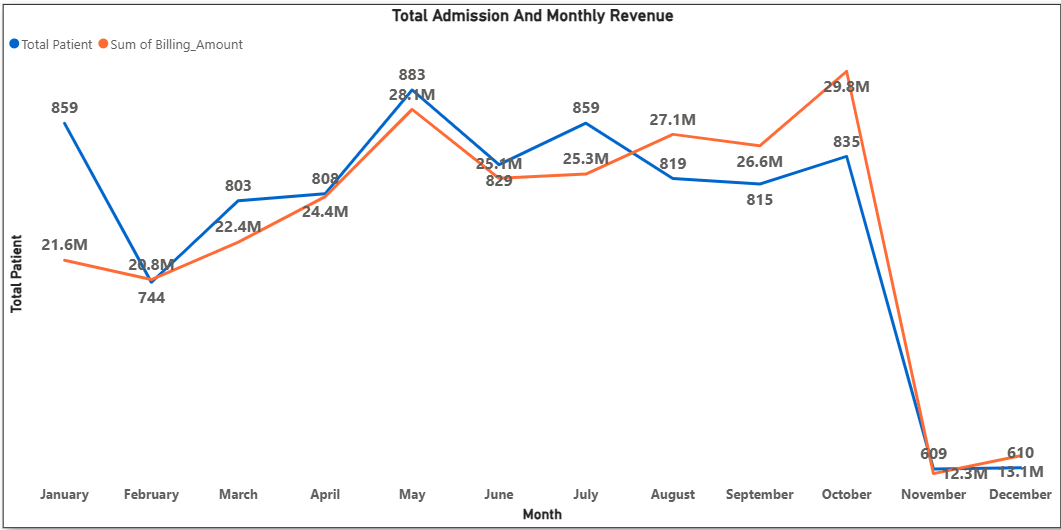 Total Admission And Monthly Revenue
Total Patient Sum of Billing_Amount
883
859
28.1M
859
29.8M
27.1M
835
25.1M
25.3M
819
26.6M
829
808
803
815
24.4M
22.4M
21.6M
20.8M
744
609
610
12.3M
13.1M
Total Patient
January February March April May June July August September October November December
Month